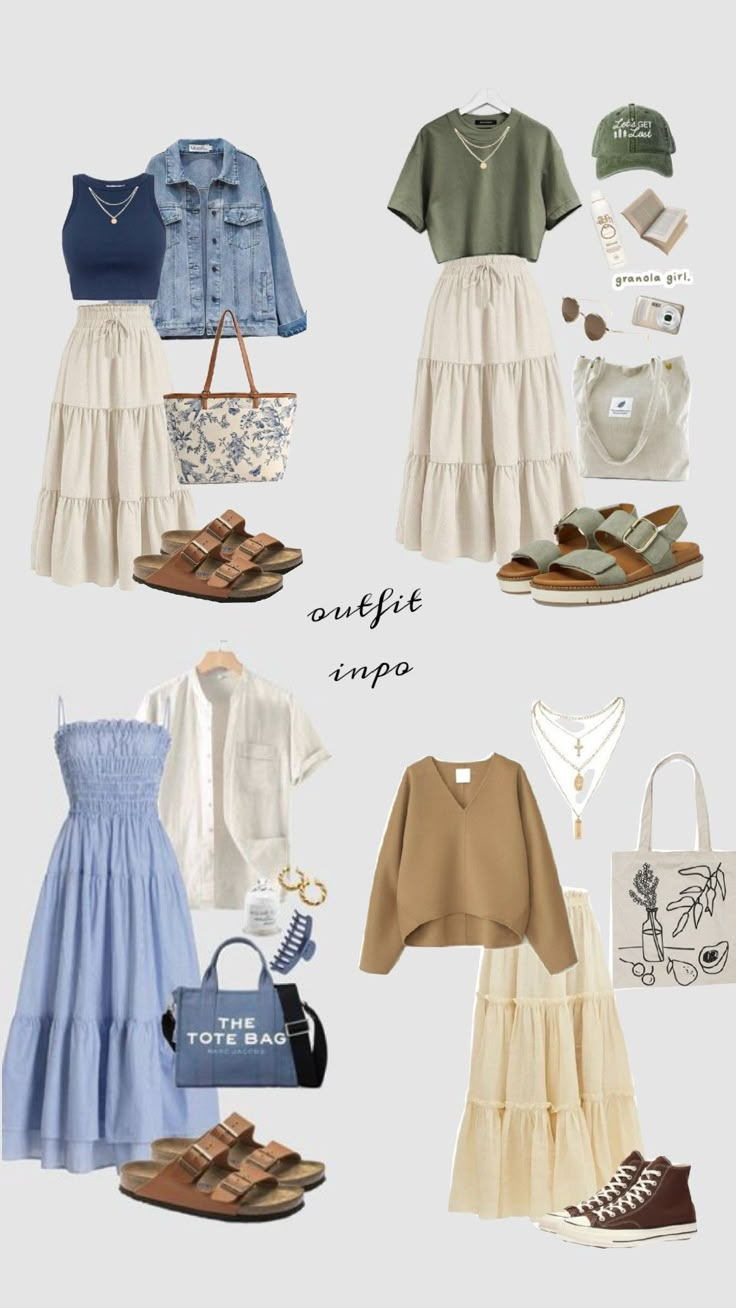 Let's GET
Lost
granola girl.
outfit
inpo
THE
TOTE BAG
MARC JACOBS